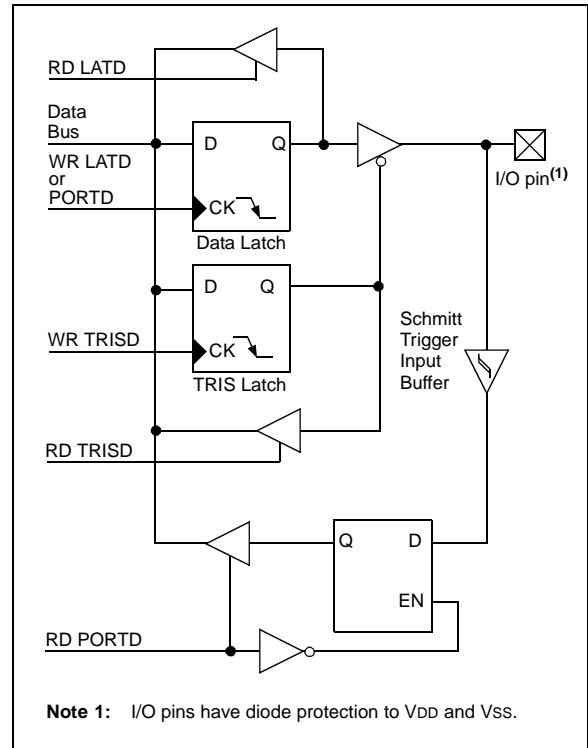 RD LATD
Data
Bus
WR LATD
or
PORTD
D Q
CK
Data Latch
I/O pin(1)
D Q
WR TRISD
CK
TRIS Latch
Schmitt
Trigger
Input
Buffer
RD TRISD
Q D
EN
RD PORTD
Note 1: I/O pins have diode protection to VDD and VSS.